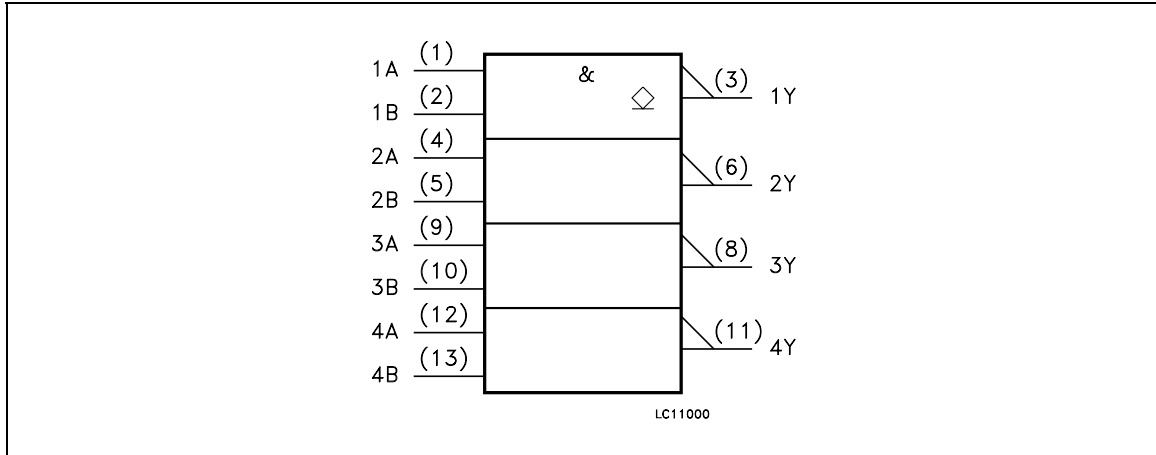 1A (1)
1B (2)
2A (4)
2B (5)
3A (9)
3B (10)
4A (12)
4B (13)
&
(3) 1Y
(6) 2Y
(8) 3Y
(11) 4Y
LC11000